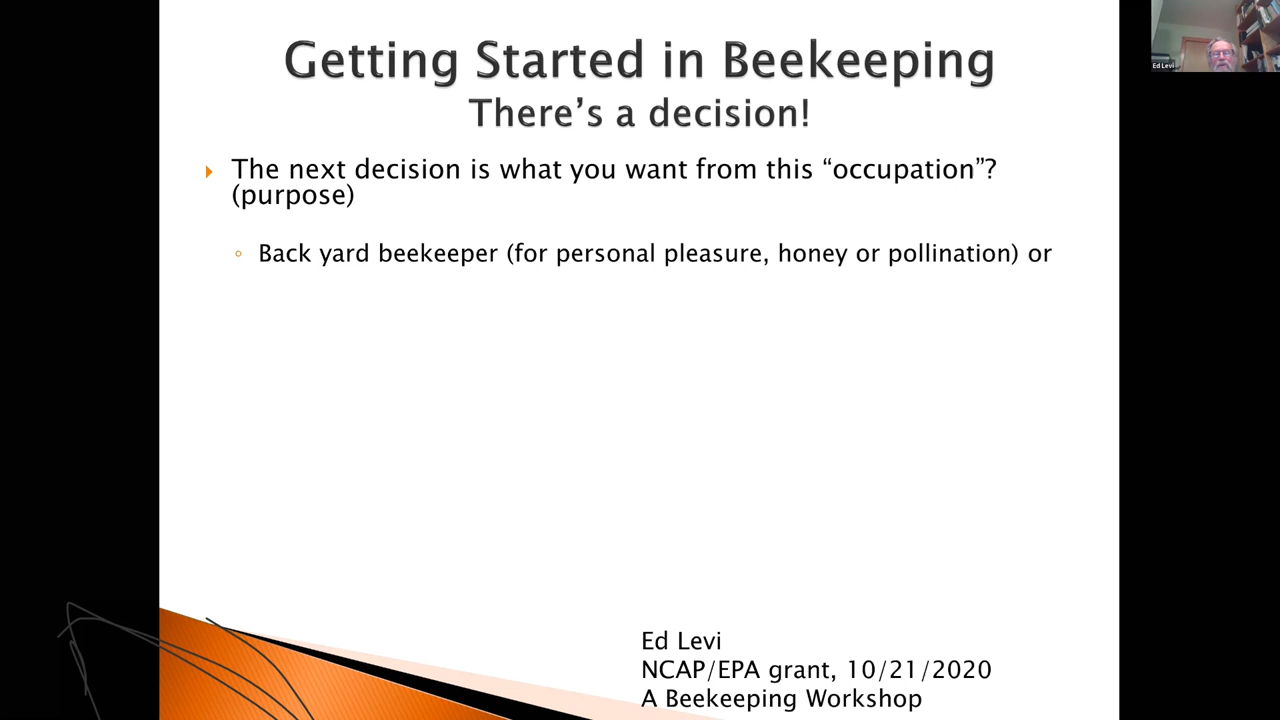 Getting Started in Beekeeping
There's a decision!
The next decision is what you want from this “occupation”?
(purpose)
Back yard beekeeper (for personal pleasure, honey or pollination) or
Ed Levi
NCAP/EPA grant, 10/21/2020
A Beekeeping Workshop
Ed Levi